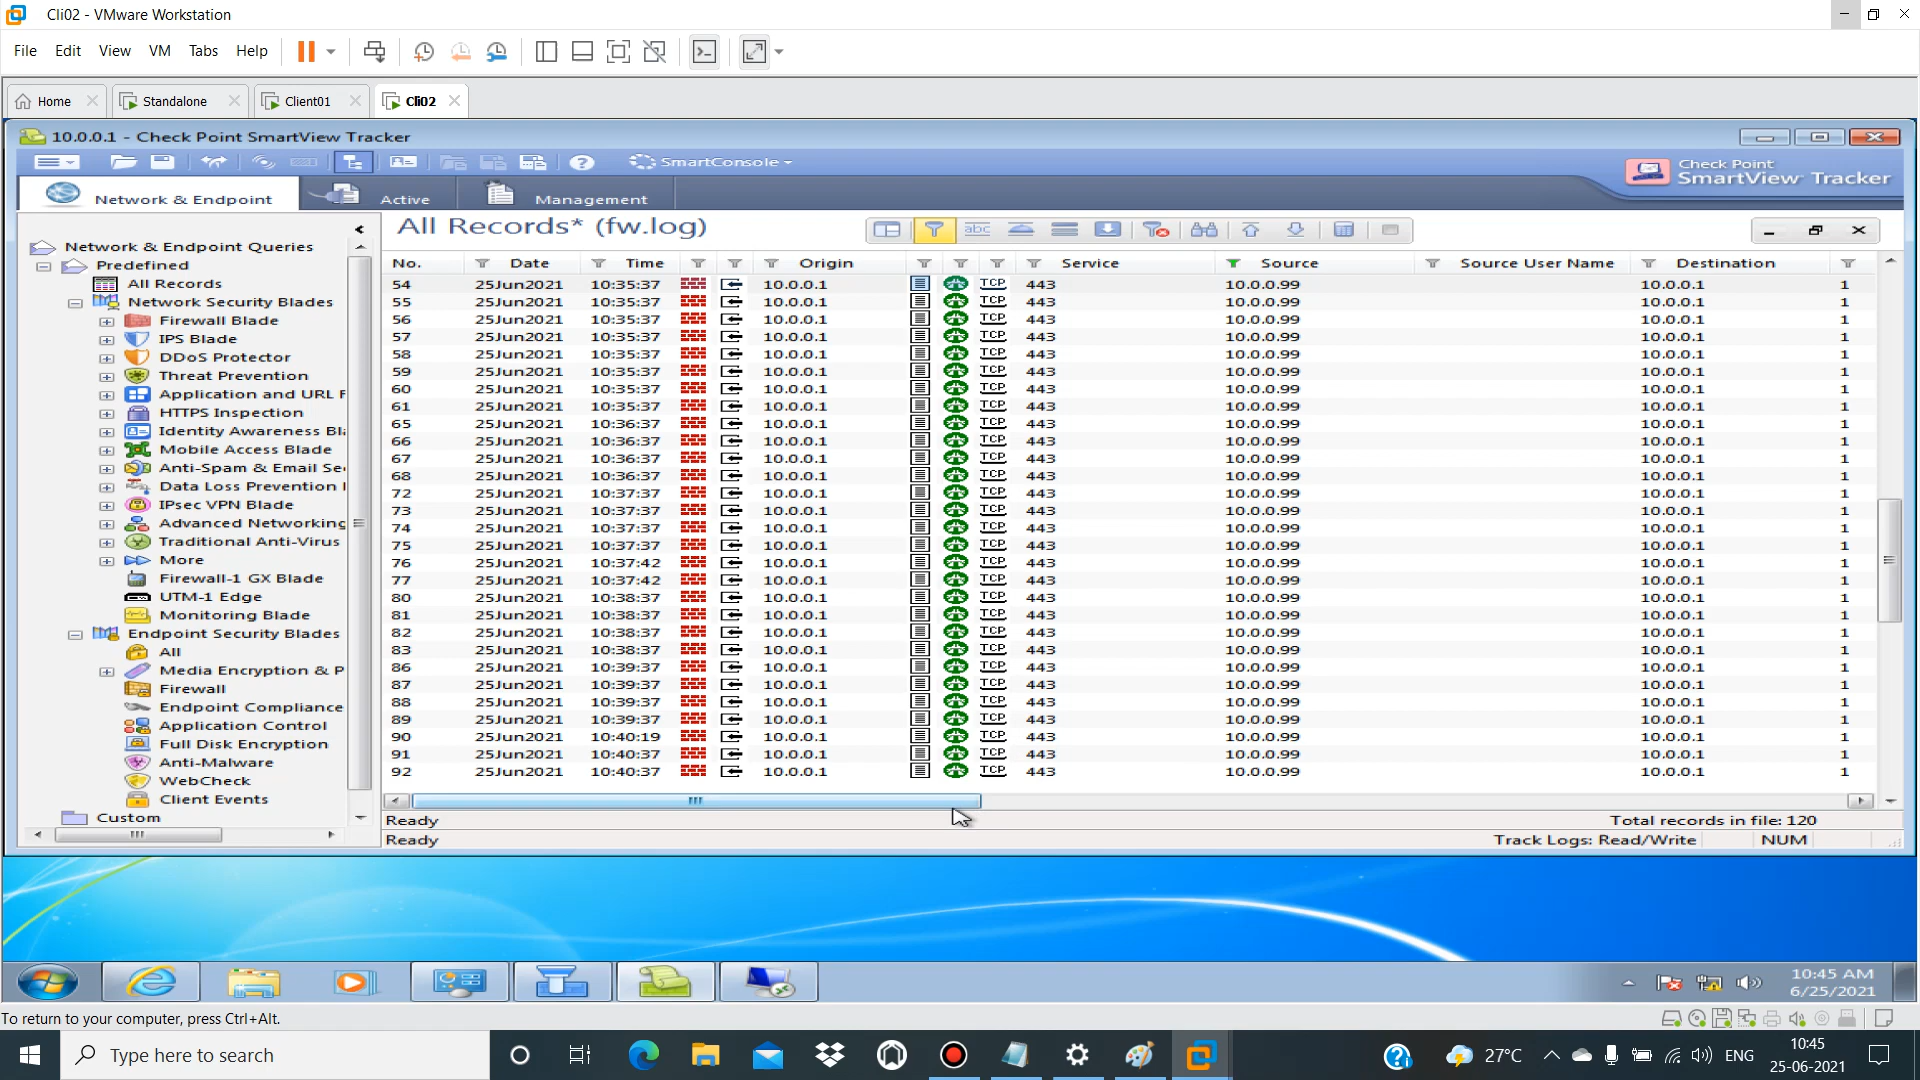 Cli02 - VMware Workstation
File Edit View VM Tabs Help
Home Standalone Client01 Cli02
10.0.0.1 - Check Point SmartView Tracker
SmartConsole
Check Point
SmartView Tracker
Network & Endpoint Active Management
All Records* (fw.log)
Network & Endpoint Queries
Predefined
All Records
Network Security Blades
Firewall Blade
IPS Blade
DDoS Protector
Threat Prevention
Application and URL F
HTTPS Inspection
Identity Awareness Bl
Mobile Access Blade
Anti-Spam & Email Se
Data Loss Prevention
IPsec VPN Blade
Advanced Networking
Traditional Anti-Virus
More
Firewall-1 GX Blade
UTM-1 Edge
Monitoring Blade
Endpoint Security Blades
All
Media Encryption & P
Firewall
Endpoint Compliance
Application Control
Full Disk Encryption
Anti-Malware
WebCheck
Client Events
Custom
No. Date Time Origin Service Source Source User Name Destination
54 25Jun2021 10:35:37 10.0.0.1 TCP 443 10.0.0.99 10.0.0.1 1
55 25Jun2021 10:35:37 10.0.0.1 TCP 443 10.0.0.99 10.0.0.1 1
56 25Jun2021 10:35:37 10.0.0.1 TCP 443 10.0.0.99 10.0.0.1 1
57 25Jun2021 10:35:37 10.0.0.1 TCP 443 10.0.0.99 10.0.0.1 1
58 25Jun2021 10:35:37 10.0.0.1 TCP 443 10.0.0.99 10.0.0.1 1
59 25Jun2021 10:35:37 10.0.0.1 TCP 443 10.0.0.99 10.0.0.1 1
60 25Jun2021 10:35:37 10.0.0.1 TCP 443 10.0.0.99 10.0.0.1 1
61 25Jun2021 10:35:37 10.0.0.1 TCP 443 10.0.0.99 10.0.0.1 1
65 25Jun2021 10:36:37 10.0.0.1 TCP 443 10.0.0.99 10.0.0.1 1
66 25Jun2021 10:36:37 10.0.0.1 TCP 443 10.0.0.99 10.0.0.1 1
67 25Jun2021 10:36:37 10.0.0.1 TCP 443 10.0.0.99 10.0.0.1 1
68 25Jun2021 10:36:37 10.0.0.1 TCP 443 10.0.0.99 10.0.0.1 1
72 25Jun2021 10:37:37 10.0.0.1 TCP 443 10.0.0.99 10.0.0.1 1
73 25Jun2021 10:37:37 10.0.0.1 TCP 443 10.0.0.99 10.0.0.1 1
74 25Jun2021 10:37:37 10.0.0.1 TCP 443 10.0.0.99 10.0.0.1 1
75 25Jun2021 10:37:37 10.0.0.1 TCP 443 10.0.0.99 10.0.0.1 1
76 25Jun2021 10:37:42 10.0.0.1 TCP 443 10.0.0.99 10.0.0.1 1
77 25Jun2021 10:37:42 10.0.0.1 TCP 443 10.0.0.99 10.0.0.1 1
80 25Jun2021 10:38:37 10.0.0.1 TCP 443 10.0.0.99 10.0.0.1 1
81 25Jun2021 10:38:37 10.0.0.1 TCP 443 10.0.0.99 10.0.0.1 1
82 25Jun2021 10:38:37 10.0.0.1 TCP 443 10.0.0.99 10.0.0.1 1
83 25Jun2021 10:38:37 10.0.0.1 TCP 443 10.0.0.99 10.0.0.1 1
86 25Jun2021 10:39:37 10.0.0.1 TCP 443 10.0.0.99 10.0.0.1 1
87 25Jun2021 10:39:37 10.0.0.1 TCP 443 10.0.0.99 10.0.0.1 1
88 25Jun2021 10:39:37 10.0.0.1 TCP 443 10.0.0.99 10.0.0.1 1
89 25Jun2021 10:39:37 10.0.0.1 TCP 443 10.0.0.99 10.0.0.1 1
90 25Jun2021 10:40:19 10.0.0.1 TCP 443 10.0.0.99 10.0.0.1 1
91 25Jun2021 10:40:37 10.0.0.1 TCP 443 10.0.0.99 10.0.0.1 1
92 25Jun2021 10:40:37 10.0.0.1 TCP 443 10.0.0.99 10.0.0.1 1
Ready Total records in file: 120
Ready Track Logs: Read/Write NUM
10:45 AM
6/25/2021
To return to your computer, press Ctrl+Alt.
Type here to search
27°C ENG
10:45
25-06-2021